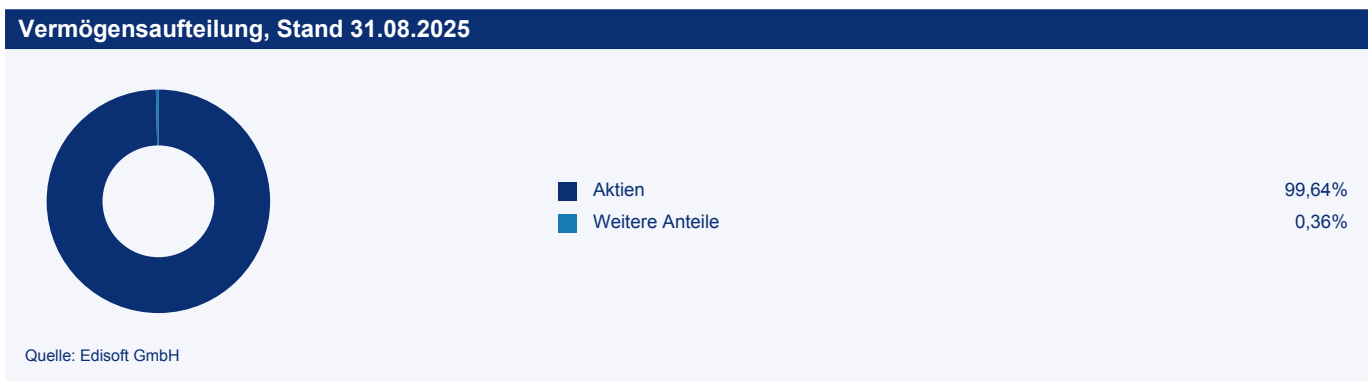 Vermögensaufteilung, Stand 31.08.2025
Aktien 99,64%
Weitere Anteile 0,36%
Quelle: Edisoft GmbH